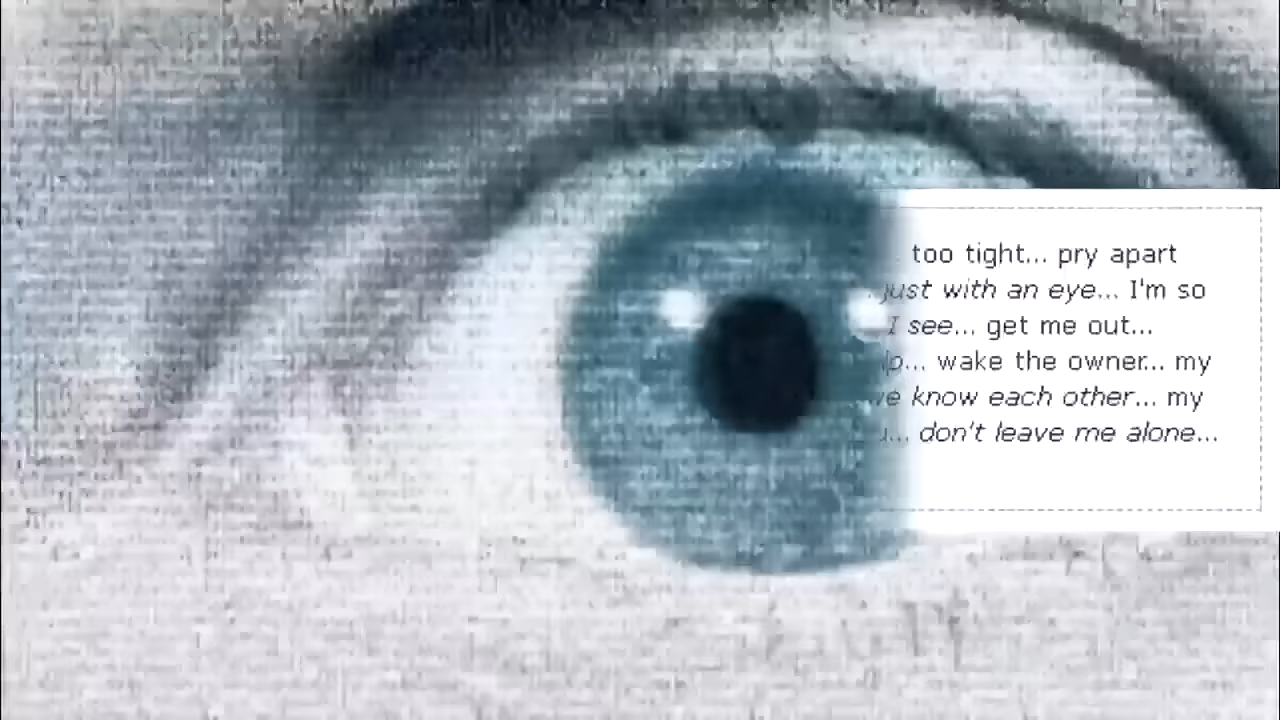 too tight... pry apart
just with an eye... I'm so
I see... get me out...
... wake the owner... my
we know each other... my
... don't leave me alone...